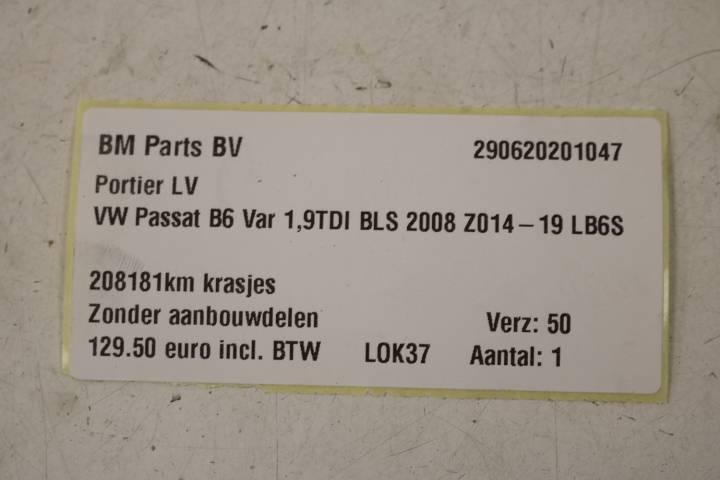 BM Parts BV 290620201047
Portier LV
VW Passat B6 Var 1,9TDI BLS 2008 Z014-19 LB6S
208181km krasjes
Zonder aanbouwdelen Verz: 50
129.50 euro incl. BTW LOK37 Aantal: 1